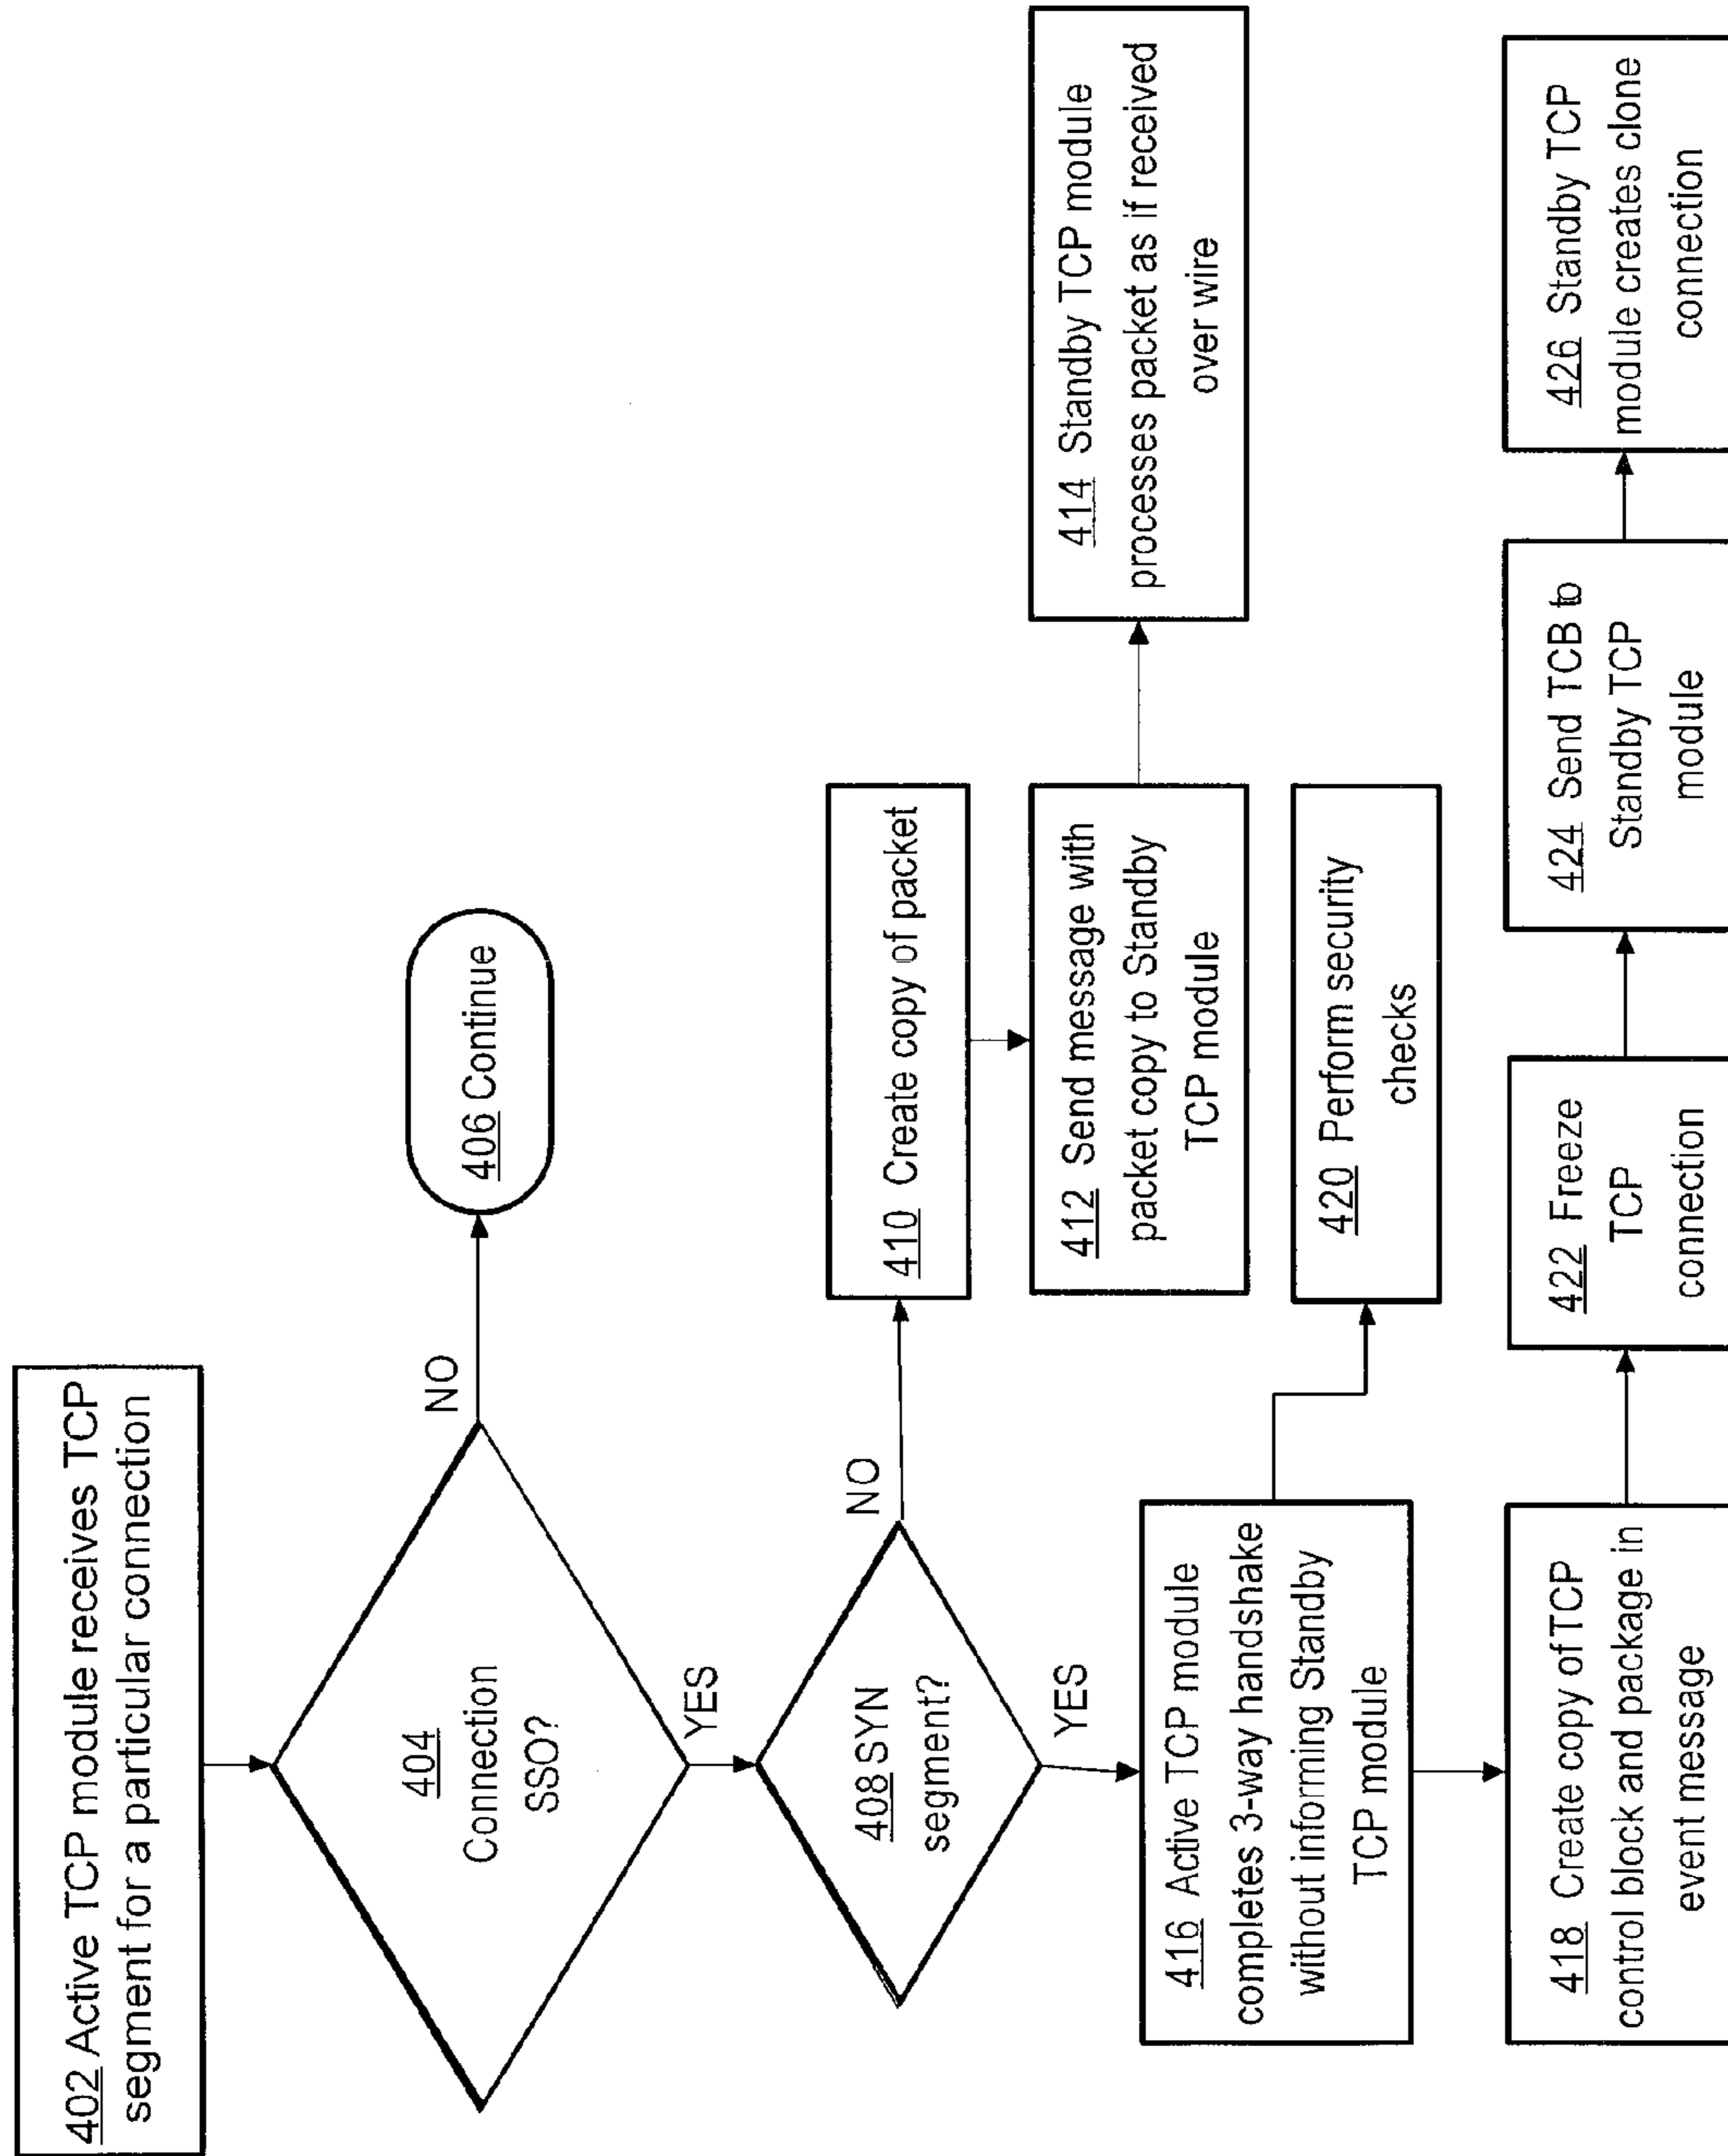 402 Active TCP module receives TCP
segment for a particular connection
404
Connection
SSO?
NO
406 Continue
YES
408 SYN
segment?
NO
410 Create copy of packet
412 Send message with
packet copy to Standby
TCP module
414 Standby TCP module
processes packet as if received
over wire
YES
416 Active TCP module
completes 3-way handshake
without informing Standby
TCP module
420 Perform security
checks
418 Create copy of TCP
control block and package in
event message
422 Freeze
TCP
connection
424 Send TCB to
Standby TCP
module
426 Standby TCP
module creates clone
connection